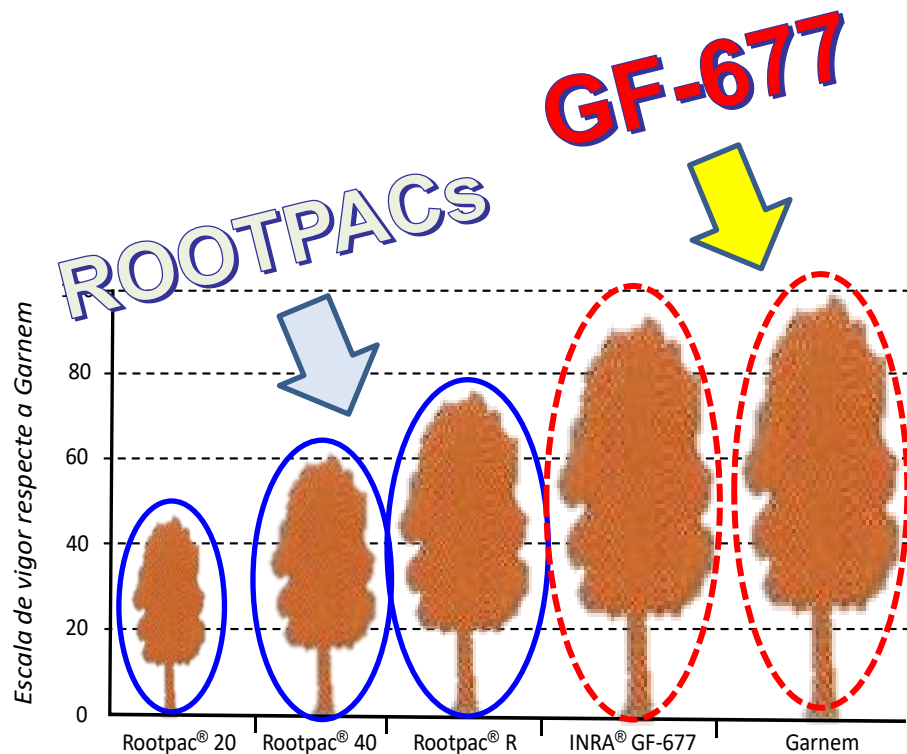 GF-677
ROOTPACs
Escala de vigor respecte a Garnem
80
60
40
20
0
Rootpac® 20
Rootpac® 40
Rootpac® R
INRA® GF-677
Garnem